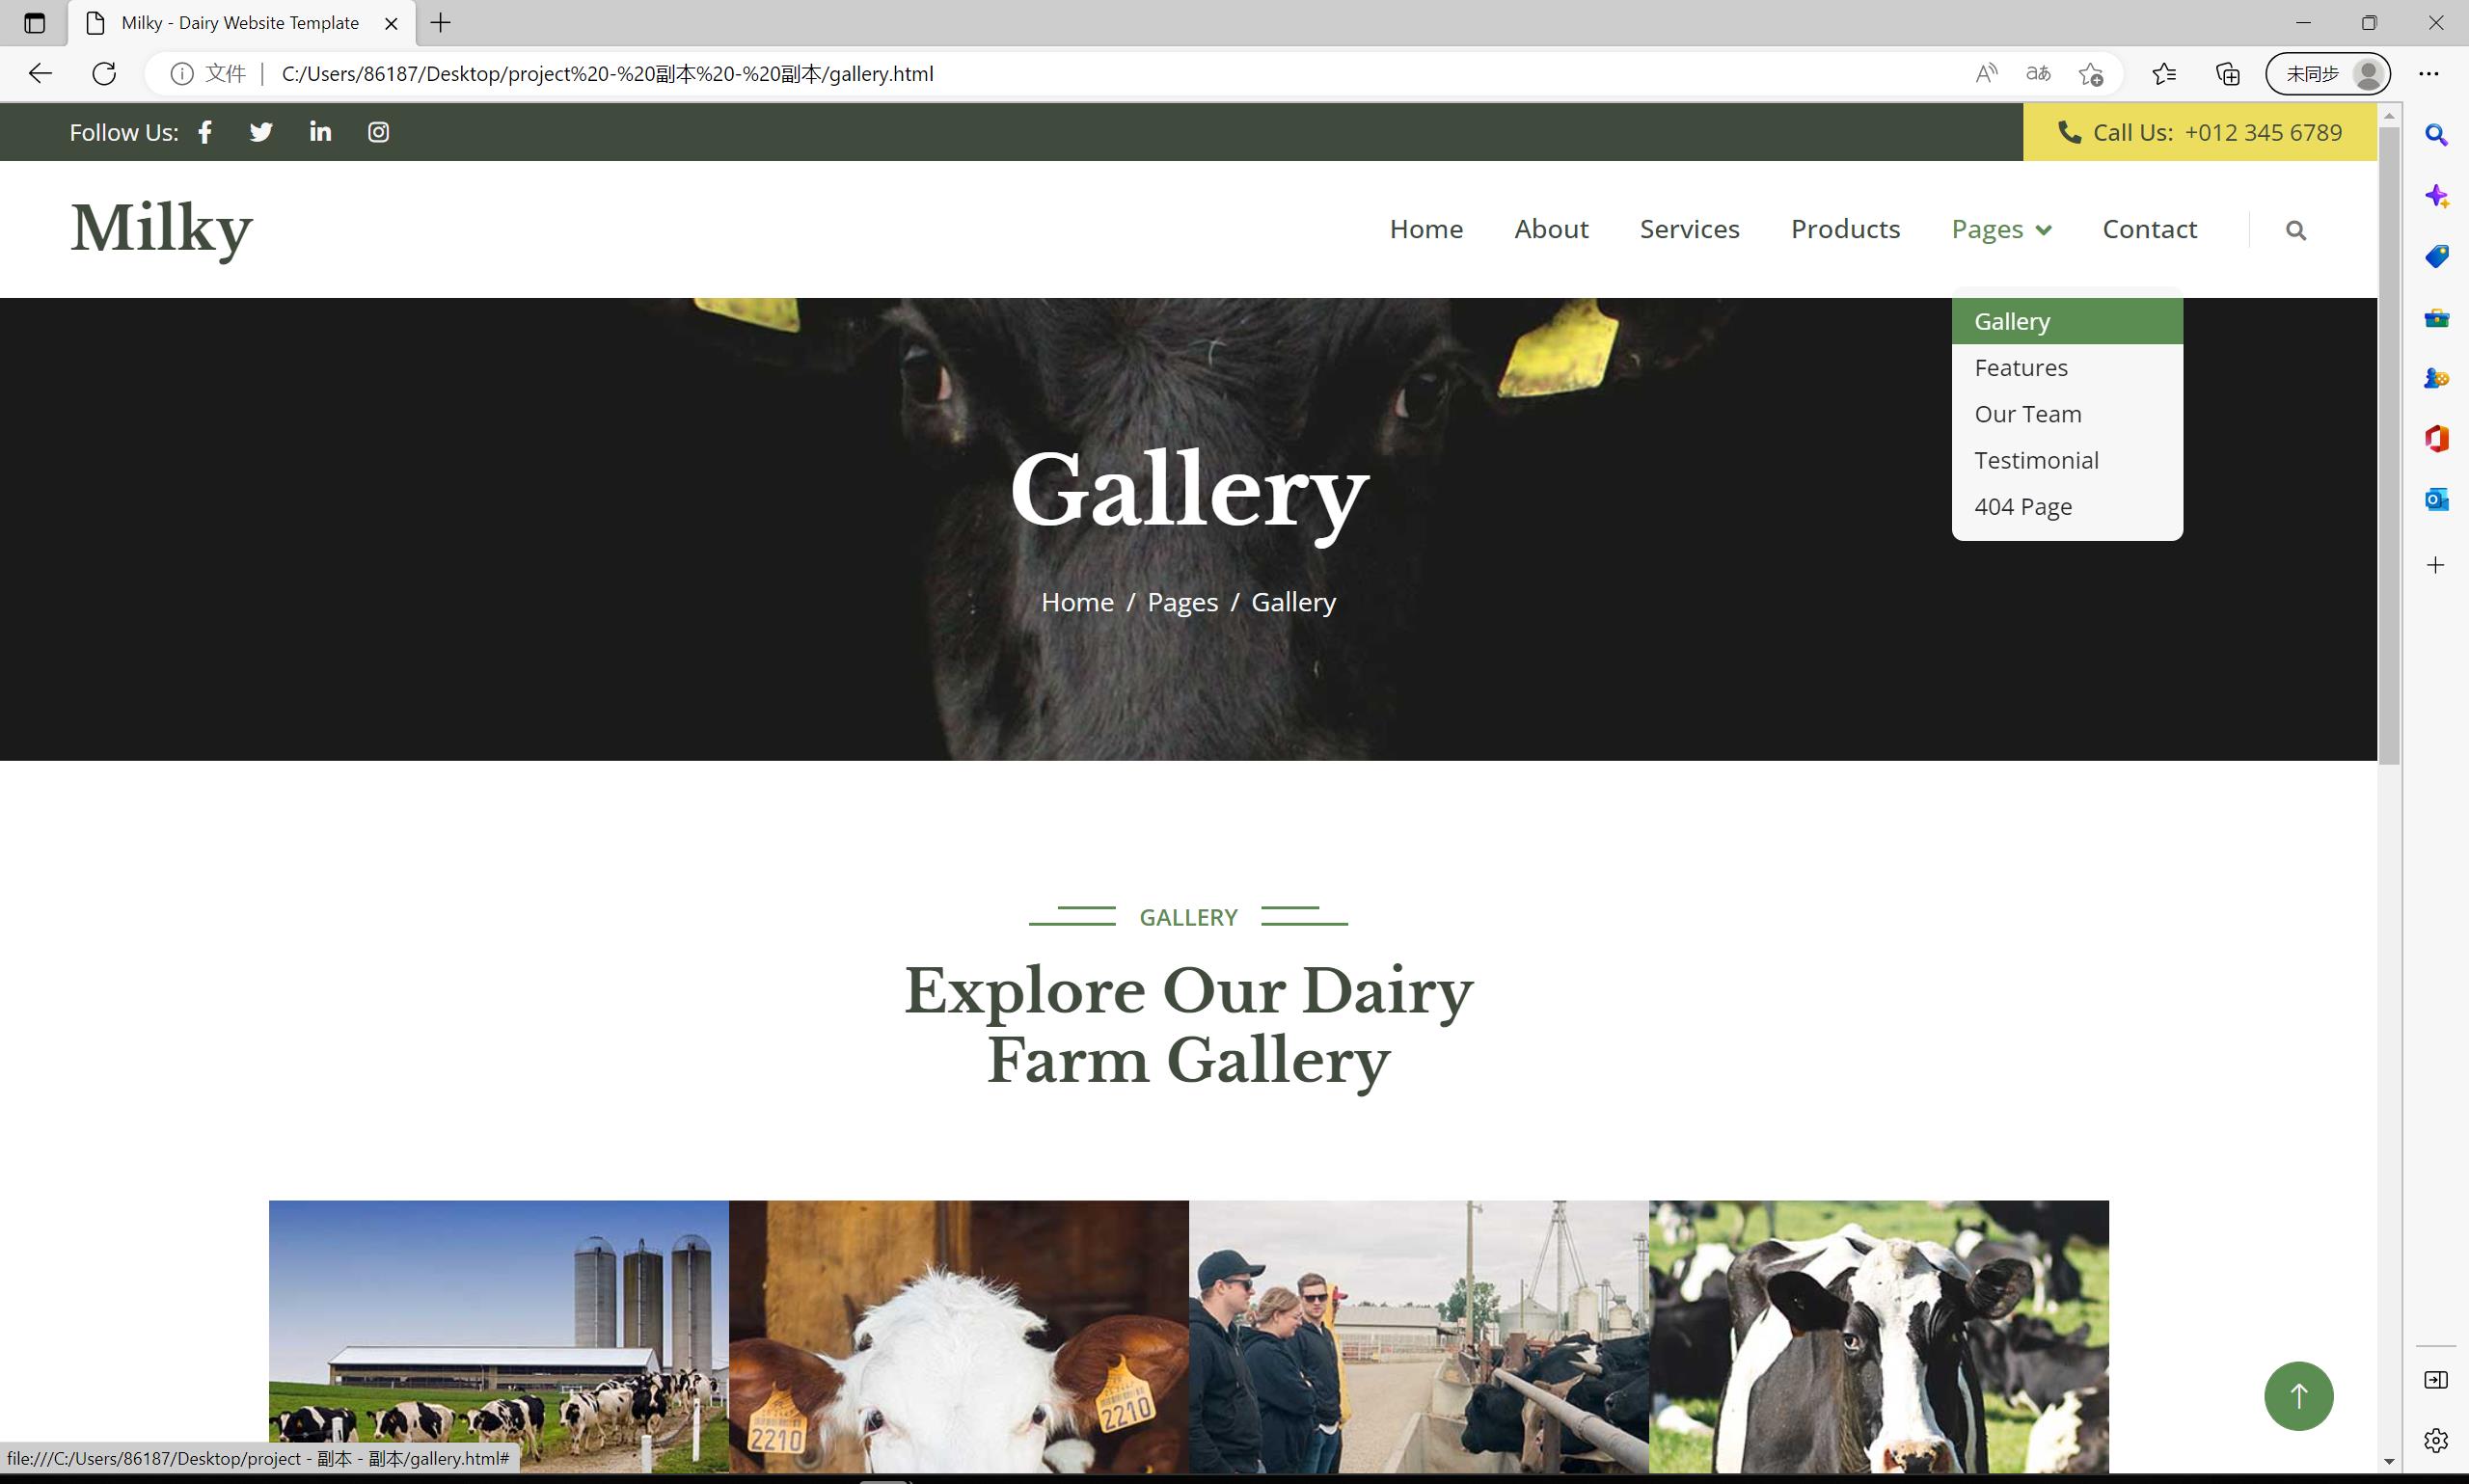 Milky - Dairy Website Template
文件 C:/Users/86187/Desktop/project%20-%20副本%20-%20副本/gallery.html
aあ
未同步
Follow Us:
Call Us: +012 345 6789
Milky
Home About Services Products Pages Contact
Gallery
Features
Our Team
Testimonial
404 Page
Gallery
Home / Pages / Gallery
GALLERY
Explore Our Dairy
Farm Gallery
2210
2210
file:///C:/Users/86187/Desktop/project - 副本 - 副本/gallery.html#